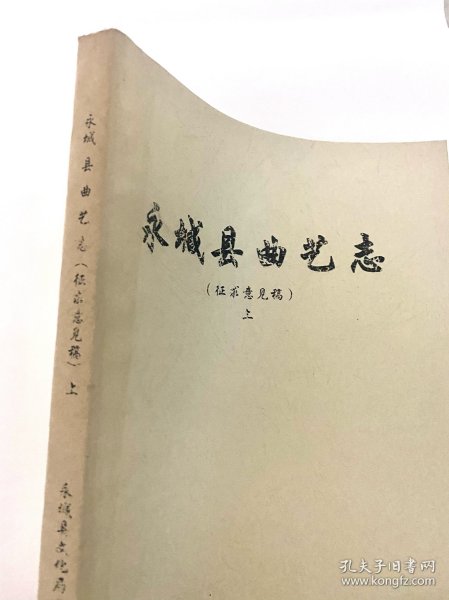 永城县曲艺志
（征求意见稿）
上
永城县曲艺志（征求意见稿）上
永城县文化局
孔夫子旧书网
www.kongfz.com